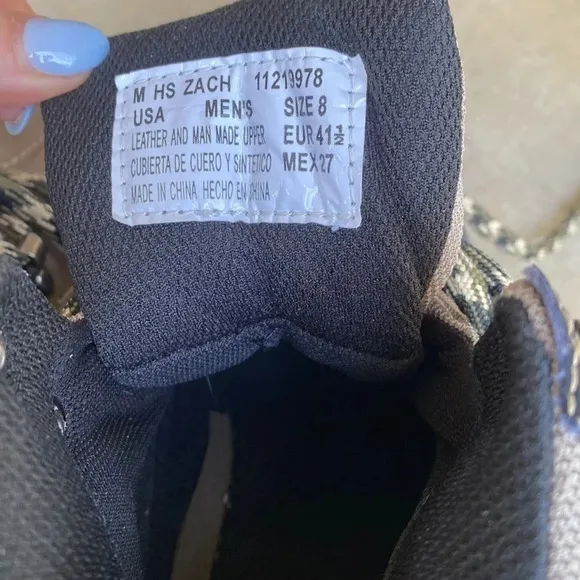 M HS ZACH 11219978
USA MEN'S SIZE 8
LEATHER AND MAN MADE UPPER EUR 41½
CUBIERTA DE CUERO Y SINTETICO MEX 27
MADE IN CHINA HECHO EN CHINA